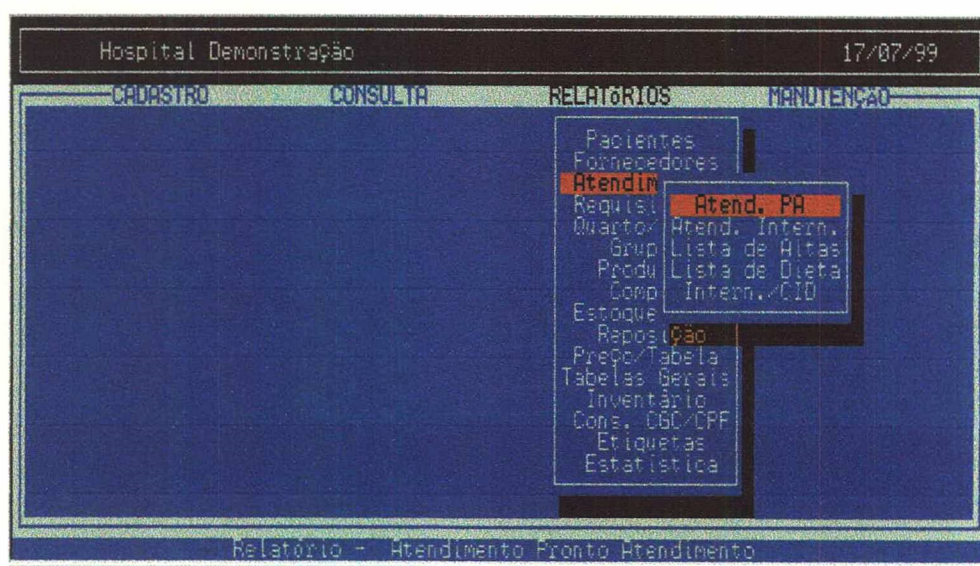 Hospital Demonstração 17/07/99
CADASTRO CONSULTA RELATóRIOS MANUTENÇãO
Pacientes
Fornecedores
Atendim
Requisi
Quarto/
Grup
Produ
Comp
Estoque
Reposição
Preço/Tabela
Tabelas Gerais
Inventário
Cons. CGC/CPF
Etiquetas
Estatística
Atend. PA
Atend. Intern.
Lista de Altas
Lista de Dieta
Intern./CID
Relatório - Atendimento Pronto Atendimento